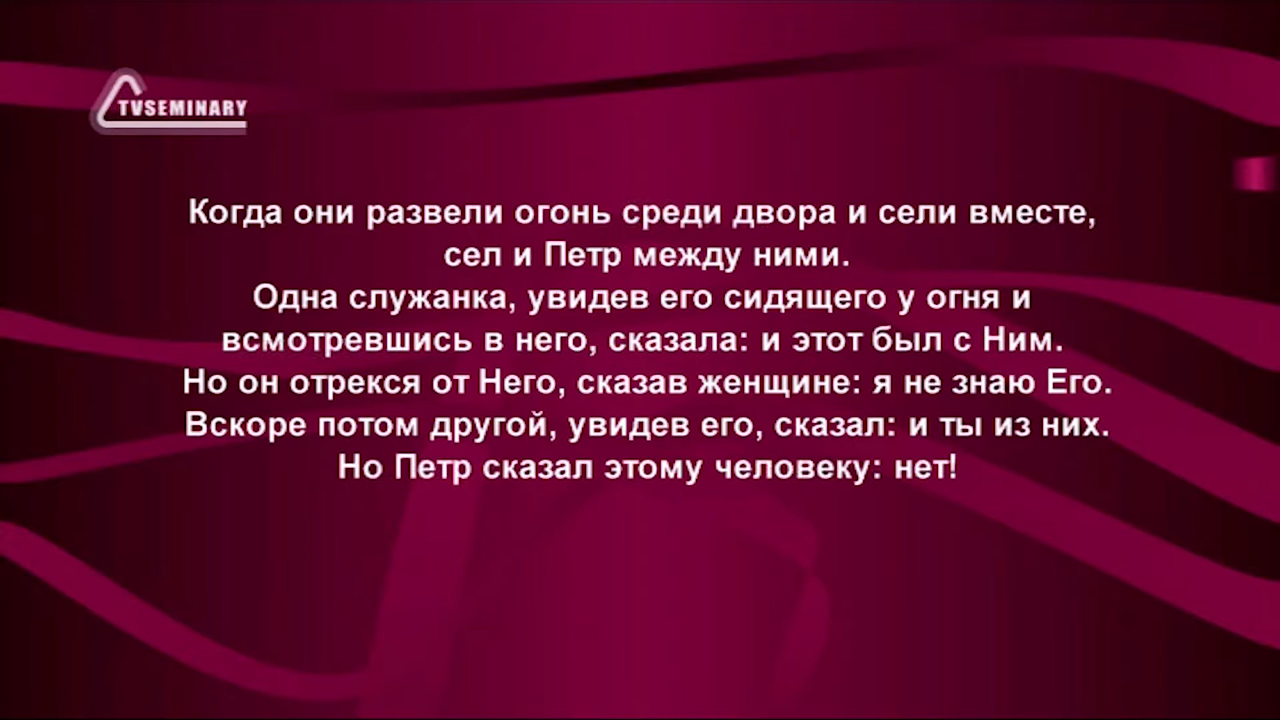 TVSEMINARY
Когда они развели огонь среди двора и сели вместе,
сел и Петр между ними.
Одна служанка, увидев его сидящего у огня и
всмотревшись в него, сказала: и этот был с Ним.
Но он отрекся от Него, сказав женщине: я не знаю Его.
Вскоре потом другой, увидев его, сказал: и ты из них.
Но Петр сказал этому человеку: нет!